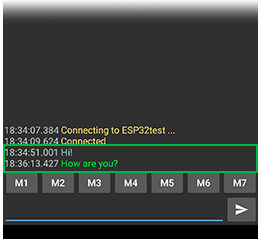 18:34:07.384 Connecting to ESP32test ...
18:34:09.624 Connected
18:34:51.001 Hi!
18:36:13.427 How are you?
M1 M2 M3 M4 M5 M6 M7